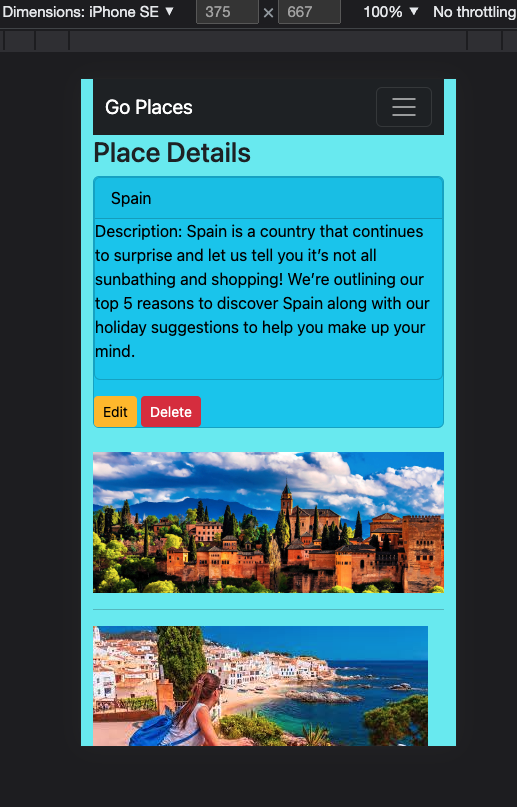 Dimensions: iPhone SE ▼ 375 × 667 100% ▼ No throttling
Go Places
Place Details
Spain
Description: Spain is a country that continues
to surprise and let us tell you it’s not all
sunbathing and shopping! We’re outlining our
top 5 reasons to discover Spain along with our
holiday suggestions to help you make up your
mind.
Edit Delete